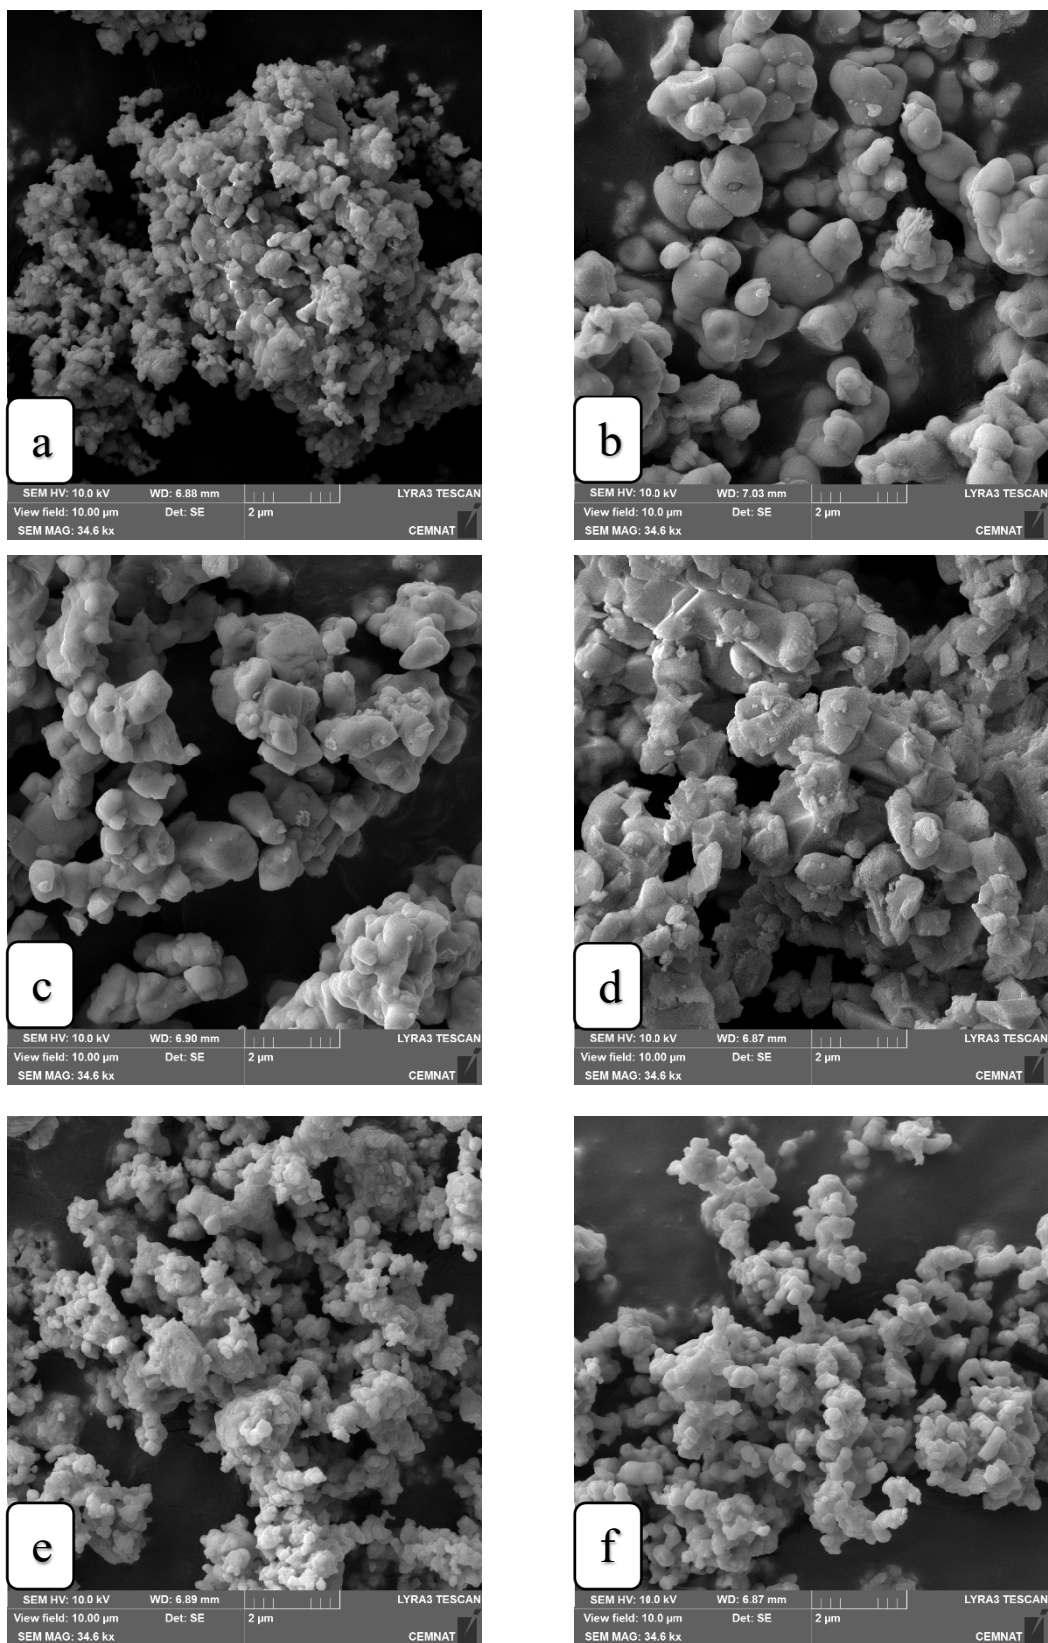 a
SEM HV: 10.0 kV WD: 6.88 mm LYRA3 TESCAN
View field: 10.00 µm Det: SE 2 µm
SEM MAG: 34.6 kx CEMNAT
b
SEM HV: 10.0 kV WD: 7.03 mm LYRA3 TESCAN
View field: 10.0 µm Det: SE 2 µm
SEM MAG: 34.6 kx CEMNAT
c
SEM HV: 10.0 kV WD: 6.90 mm LYRA3 TESCAN
View field: 10.00 µm Det: SE 2 µm
SEM MAG: 34.6 kx CEMNAT
d
SEM HV: 10.0 kV WD: 6.87 mm LYRA3 TESCAN
View field: 10.00 µm Det: SE 2 µm
SEM MAG: 34.6 kx CEMNAT
e
SEM HV: 10.0 kV WD: 6.89 mm LYRA3 TESCAN
View field: 10.00 µm Det: SE 2 µm
SEM MAG: 34.6 kx CEMNAT
f
SEM HV: 10.0 kV WD: 6.87 mm LYRA3 TESCAN
View field: 10.0 µm Det: SE 2 µm
SEM MAG: 34.6 kx CEMNAT